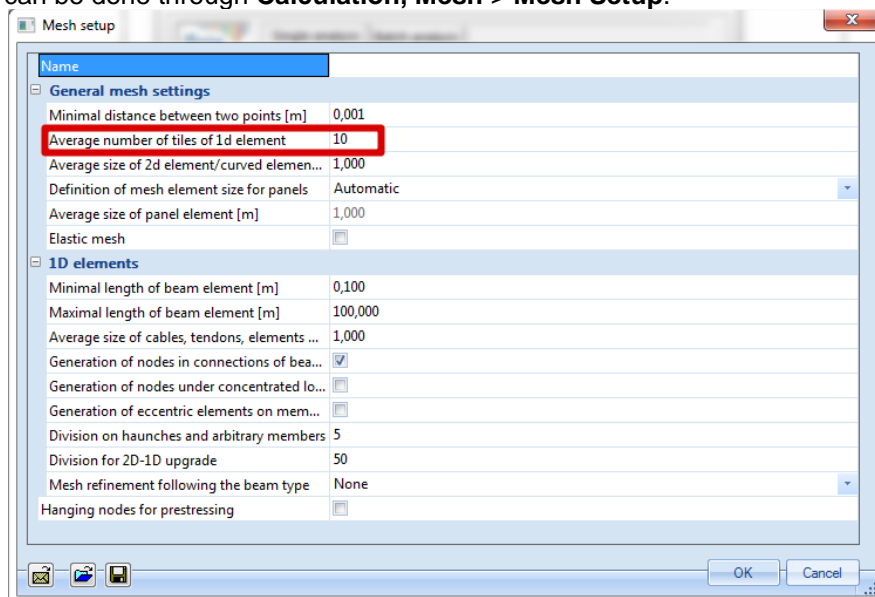 can be done through Calculation, Mesh > Mesh Setup.
Mesh setup
Name
General mesh settings
Minimal distance between two points [m] 0,001
Average number of tiles of 1d element 10
Average size of 2d element/curved elemen... 1,000
Definition of mesh element size for panels Automatic
Average size of panel element [m] 1,000
Elastic mesh
1D elements
Minimal length of beam element [m] 0,100
Maximal length of beam element [m] 100,000
Average size of cables, tendons, elements ... 1,000
Generation of nodes in connections of bea...
Generation of nodes under concentrated lo...
Generation of eccentric elements on mem...
Division on haunches and arbitrary members 5
Division for 2D-1D upgrade 50
Mesh refinement following the beam type None
Hanging nodes for prestressing
OK Cancel